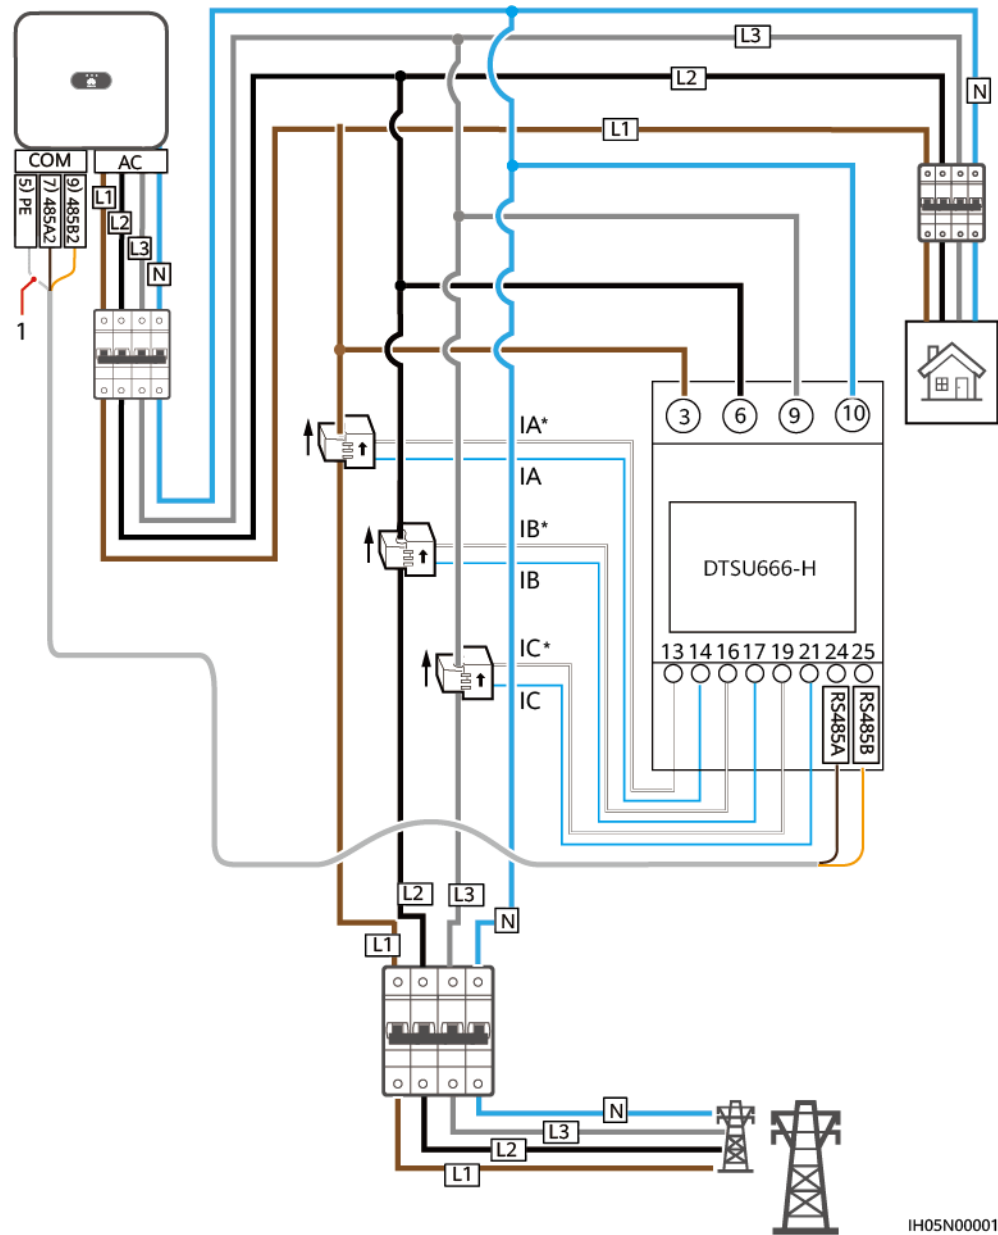 L3
L2
N
L1
COM
AC
5) PE
7) 485A2
9) 485B2
L1
L2
L3
N
1
3
6
9
10
IA*
IA
IB*
IB
DTSU666-H
IC*
IC
13 14 16 17 19 21 24 25
RS485A
RS485B
L2
L3
N
L1
N
L3
L2
L1
IH05N00001